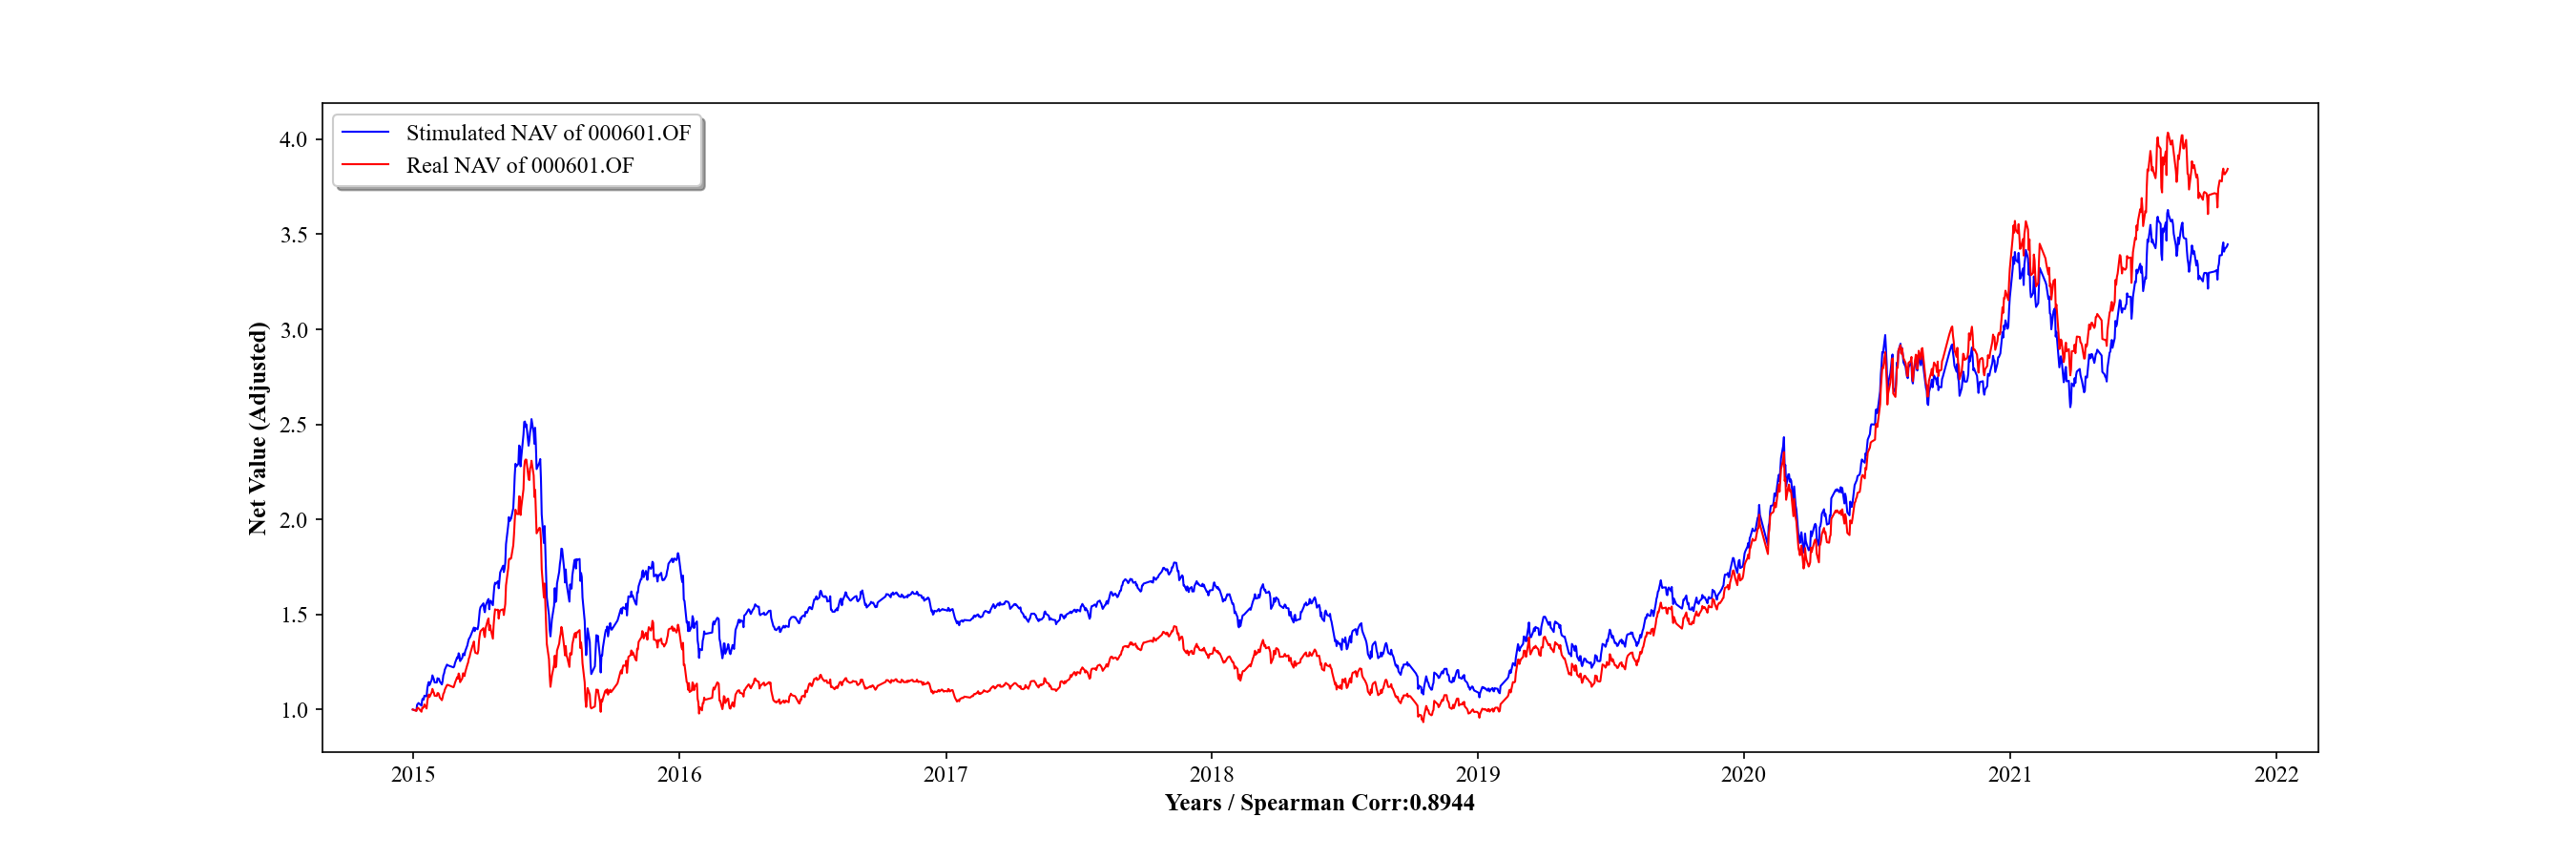 Stimulated NAV of 000601.OF
Real NAV of 000601.OF
Net Value (Adjusted)
4.0
3.5
3.0
2.5
2.0
1.5
1.0
2015 2016 2017 2018 2019 2020 2021 2022
Years / Spearman Corr:0.8944